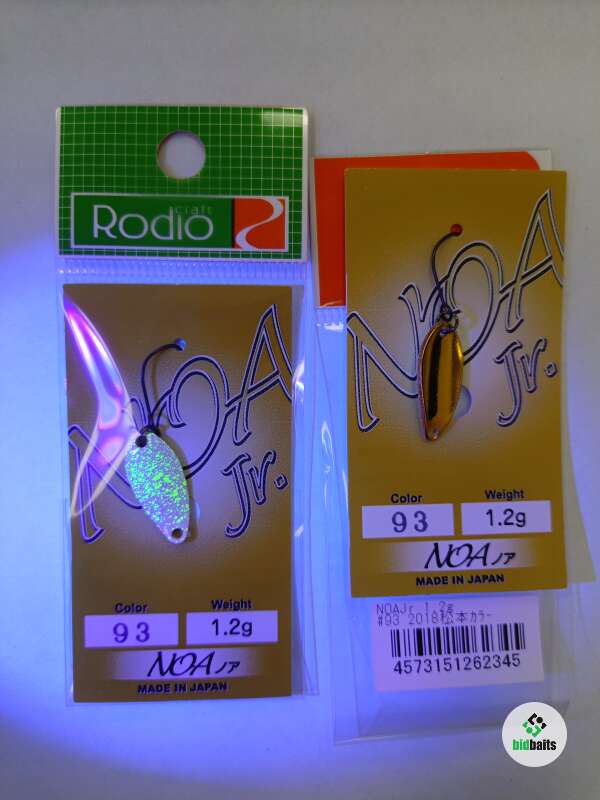 craft
Rodio
NOA
Jr.
Color
93
Weight
1.2g
NOAノア
MADE IN JAPAN
NOA
Jr.
Color
93
Weight
1.2g
NOAノア
MADE IN JAPAN
NOAJr 1.2g
#93 2018松本カラー
4573151262345
bidbaits